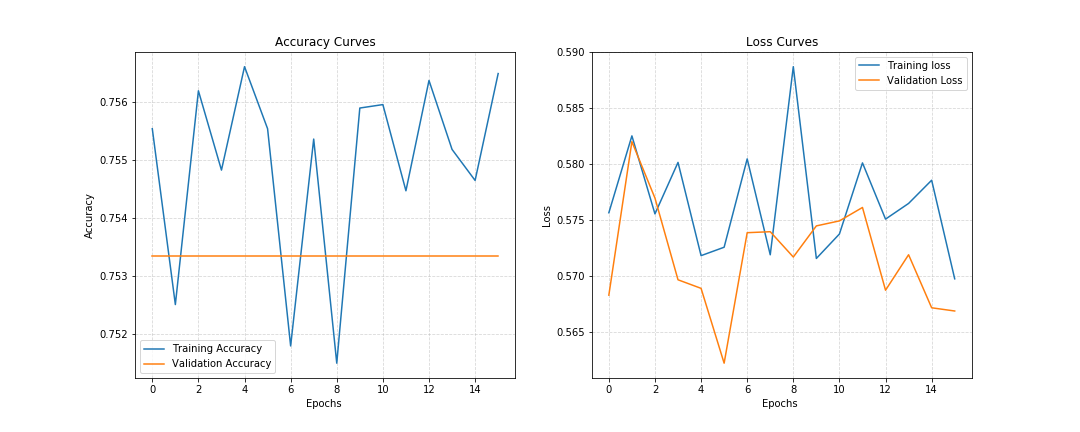 Accuracy Curves
0.756
0.755
0.754
0.753
0.752
Accuracy
Training Accuracy
Validation Accuracy
0 2 4 6 8 10 12 14
Epochs
Loss Curves
0.590
0.585
0.580
0.575
0.570
0.565
Loss
Training loss
Validation Loss
0 2 4 6 8 10 12 14
Epochs